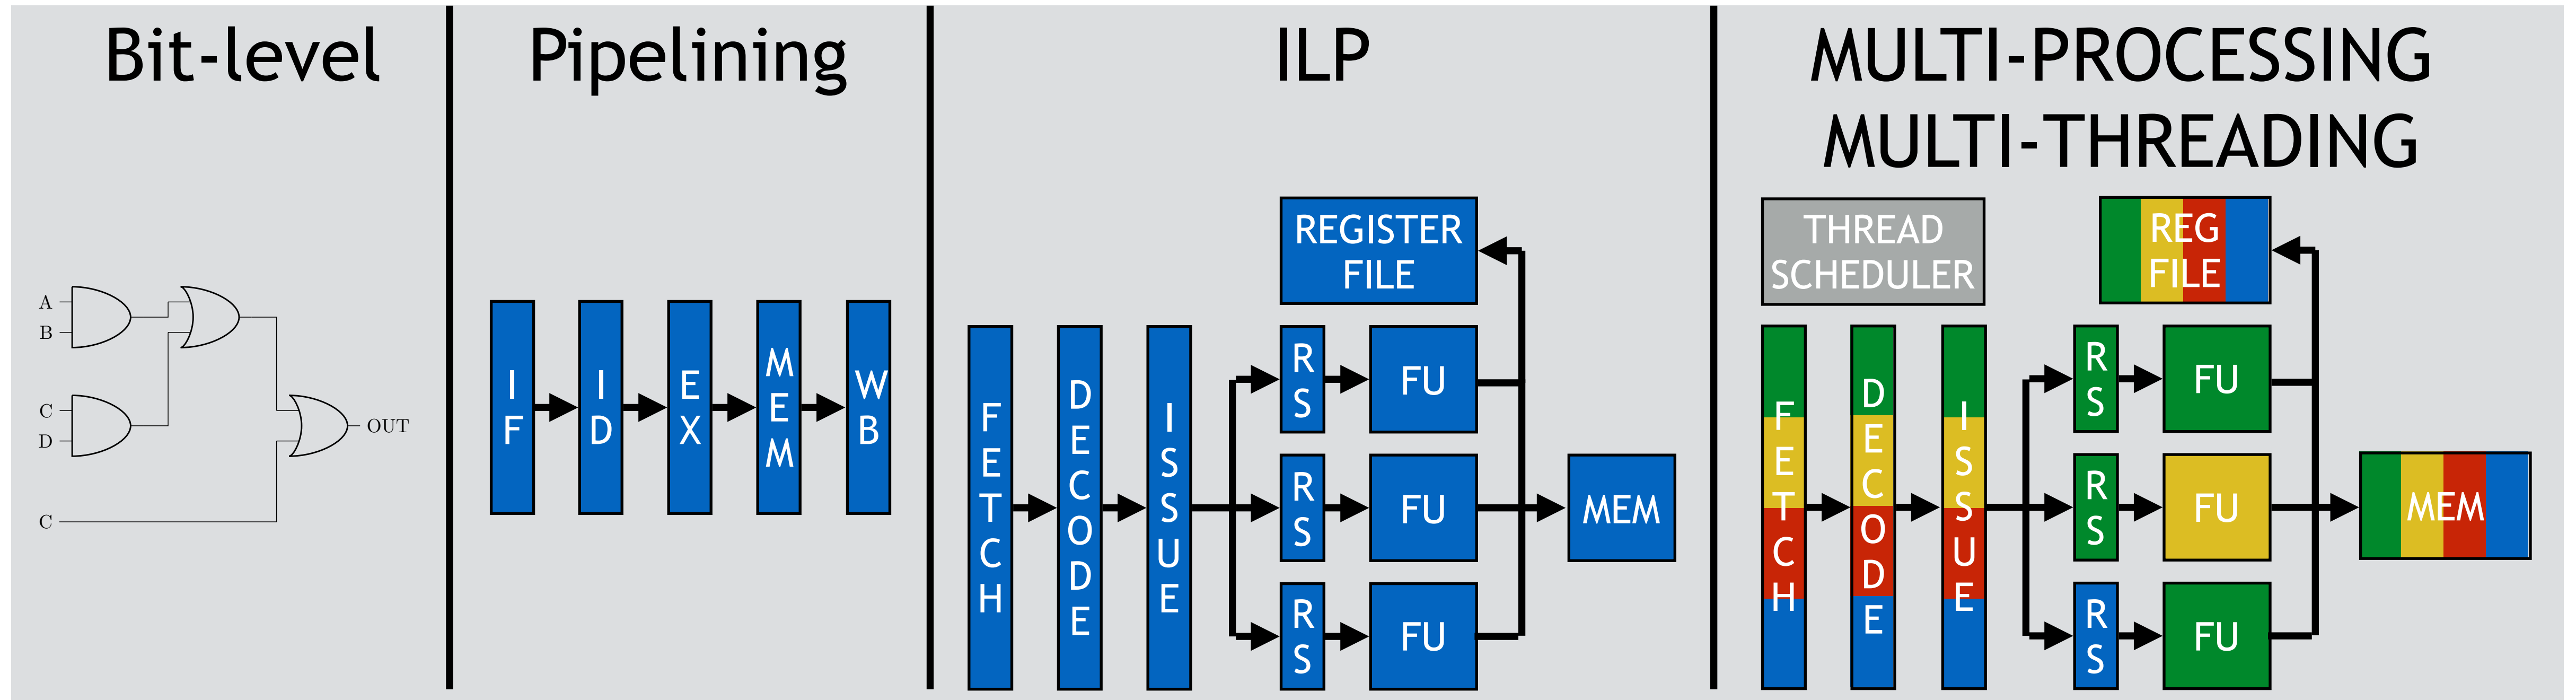 Bit-level
A
B
C
D
C
OUT
Pipelining
IF
ID
EX
MEM
WB
ILP
REGISTER
FILE
FETCH
DECODE
ISSUE
RS
FU
RS
FU
RS
FU
MEM
MULTI-PROCESSING
MULTI-THREADING
THREAD
SCHEDULER
REG
FILE
FETCH
DECODE
ISSUE
RS
FU
RS
FU
RS
FU
MEM